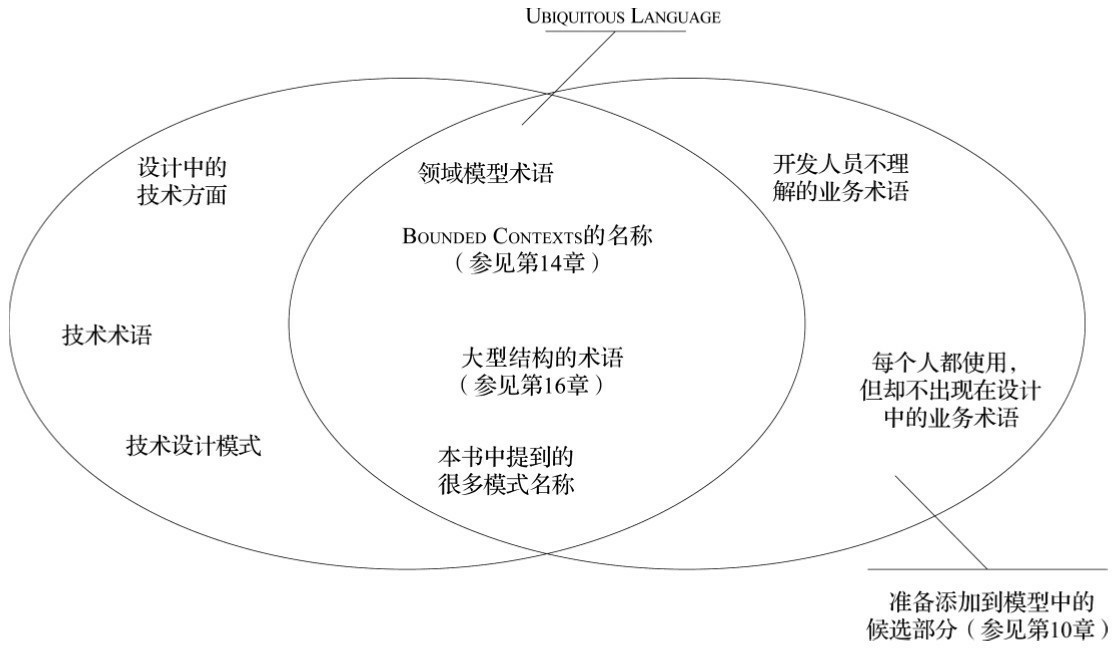 UBIQUITOUS LANGUAGE
设计中的
技术方面
技术术语
技术设计模式
领域模型术语
BOUNDED CONTEXTS的名称
（参见第14章）
大型结构的术语
（参见第16章）
本书中提到的
很多模式名称
开发人员不理
解的业务术语
每个人都使用，
但却不出现在设计
中的业务术语
准备添加到模型中的
候选部分（参见第10章）